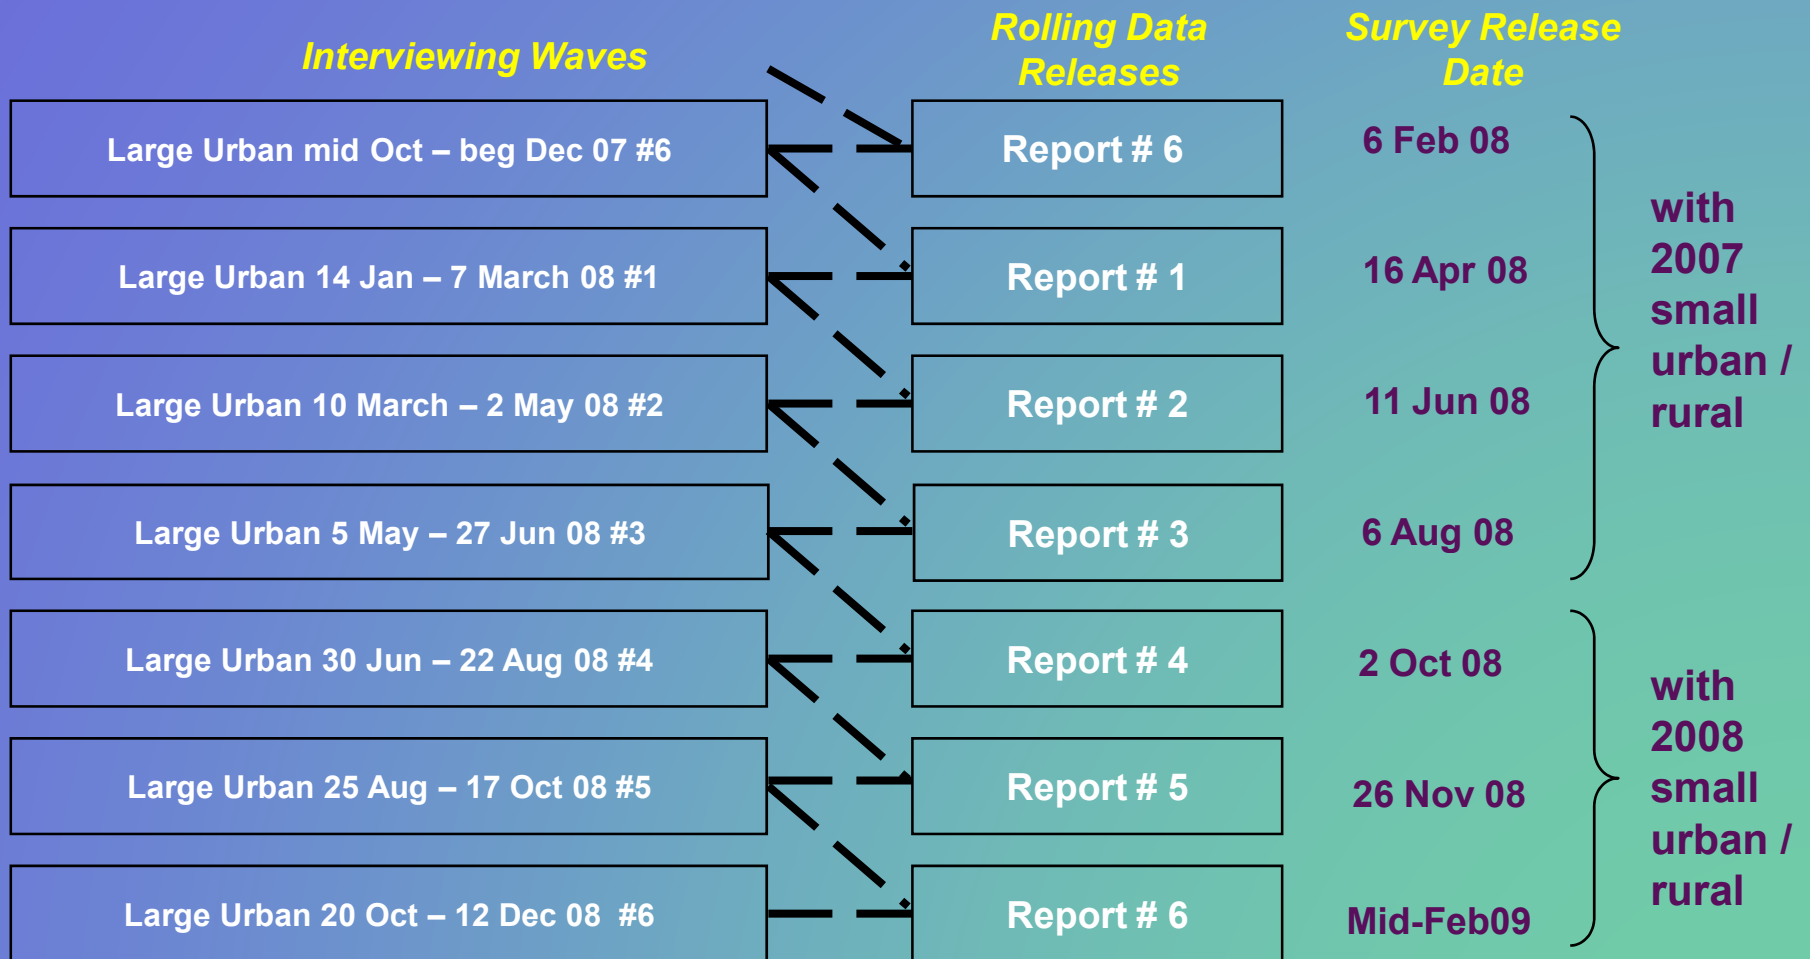 Interviewing Waves
Rolling Data
Releases
Survey Release
Date
Large Urban mid Oct – beg Dec 07 #6
Report # 6
6 Feb 08
Large Urban 14 Jan – 7 March 08 #1
Report # 1
16 Apr 08
Large Urban 10 March – 2 May 08 #2
Report # 2
11 Jun 08
Large Urban 5 May – 27 Jun 08 #3
Report # 3
6 Aug 08
with
2007
small
urban /
rural
Large Urban 30 Jun – 22 Aug 08 #4
Report # 4
2 Oct 08
Large Urban 25 Aug – 17 Oct 08 #5
Report # 5
26 Nov 08
Large Urban 20 Oct – 12 Dec 08  #6
Report # 6
Mid-Feb09
with
2008
small
urban /
rural